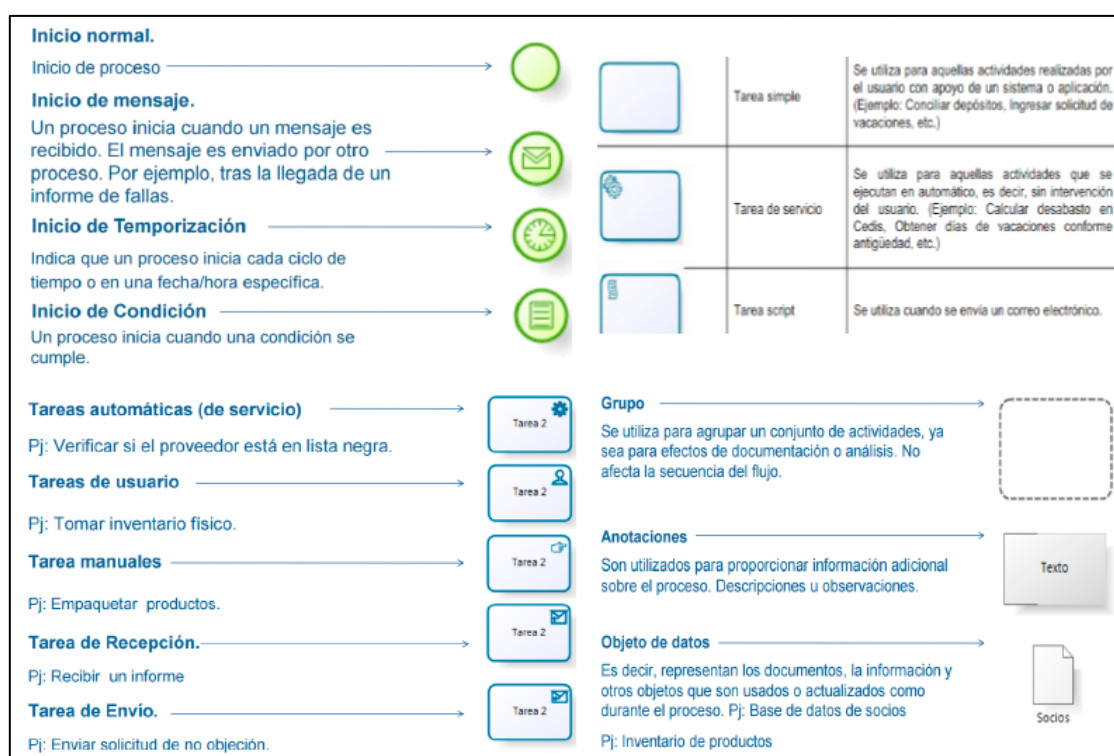 Inicio normal.
Inicio de proceso
Inicio de mensaje.
Un proceso inicia cuando un mensaje es
recibido. El mensaje es enviado por otro
proceso. Por ejemplo, tras la llegada de un
informe de fallas.
Inicio de Temporización
Indica que un proceso inicia cada ciclo de
tiempo o en una fecha/hora específica.
Inicio de Condición
Un proceso inicia cuando una condición se
cumple.
Tarea simple
Se utiliza para aquellas actividades realizadas por
el usuario con apoyo de un sistema o aplicación.
(Ejemplo: Conciliar depósitos, Ingresar solicitud de
vacaciones, etc.)
Tarea de servicio
Se utiliza para aquellas actividades que se
ejecutan en automático, es decir, sin intervención
del usuario. (Ejemplo: Calcular desabasto en
Cedis, Obtener días de vacaciones conforme
antigüedad, etc.)
Tarea script
Se utiliza cuando se envía un correo electrónico.
Tareas automáticas (de servicio)
Tarea 2
Pj: Verificar si el proveedor está en lista negra.
Tareas de usuario
Tarea 2
Pj: Tomar inventario físico.
Tarea manuales
Tarea 2
Pj: Empaquetar productos.
Tarea de Recepción.
Tarea 2
Pj: Recibir un informe
Tarea de Envío.
Tarea 2
Pj: Enviar solicitud de no objeción.
Grupo
Se utiliza para agrupar un conjunto de actividades, ya
sea para efectos de documentación o análisis. No
afecta la secuencia del flujo.
Anotaciones
Son utilizados para proporcionar información adicional
sobre el proceso. Descripciones u observaciones.
Texto
Objeto de datos
Es decir, representan los documentos, la información y
otros objetos que son usados o actualizados como
durante el proceso. Pj: Base de datos de socios
Socios
Pj: Inventario de productos